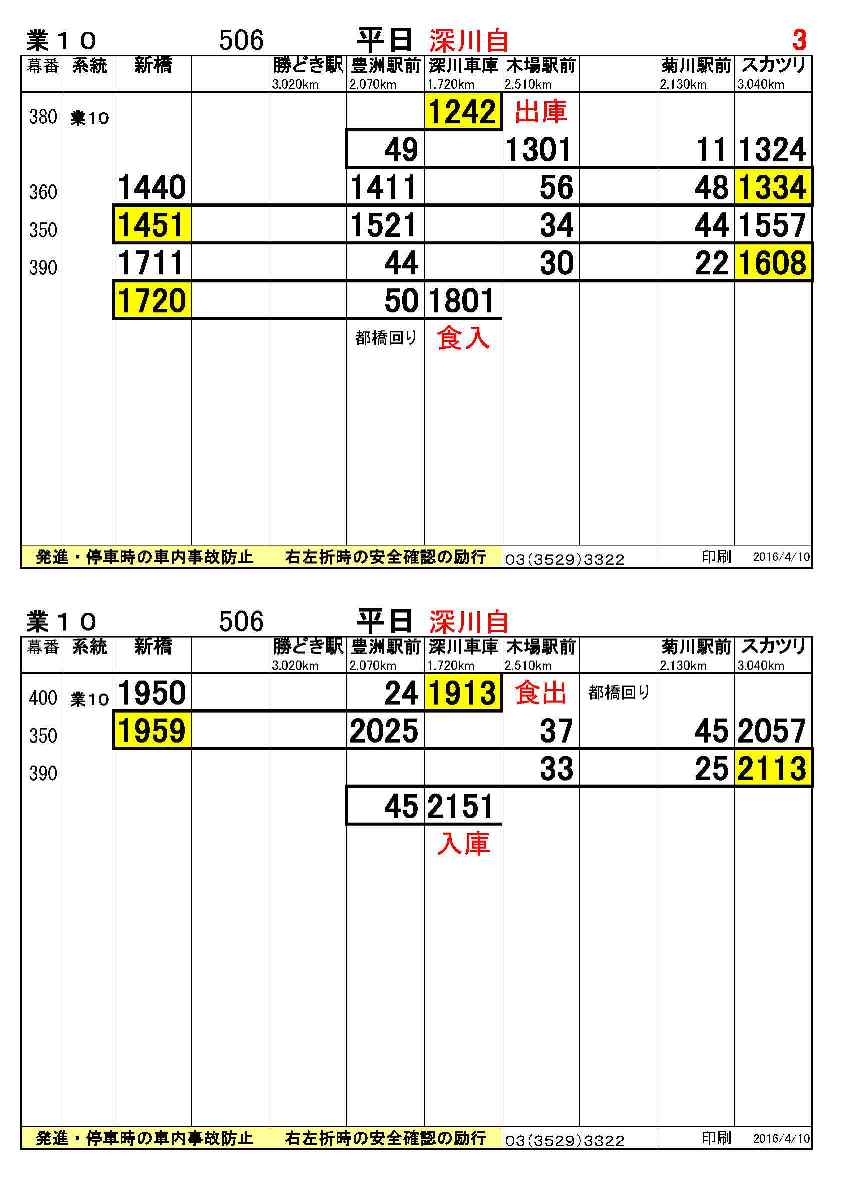 業１０ 506 平日 深川自 3
幕番 系統 新橋 勝どき駅 豊洲駅前 深川車庫 木場駅前 菊川駅前 スカツリ
3.020km 2.070km 1.720km 2.510km 2.130km 3.040km
380 業10 1242 出庫
49 1301 11 1324
360 1440 1411 56 48 1334
350 1451 1521 34 44 1557
390 1711 44 30 22 1608
1720 50 1801
都橋回り 食入
発進・停車時の車内事故防止 右左折時の安全確認の励行 03(3529)3322 印刷 2016/4/10
業１０ 506 平日 深川自
幕番 系統 新橋 勝どき駅 豊洲駅前 深川車庫 木場駅前 菊川駅前 スカツリ
3.020km 2.070km 1.720km 2.510km 2.130km 3.040km
400 業10 1950 24 1913 食出 都橋回り
350 1959 2025 37 45 2057
390 33 25 2113
45 2151
入庫
発進・停車時の車内事故防止 右左折時の安全確認の励行 03(3529)3322 印刷 2016/4/10